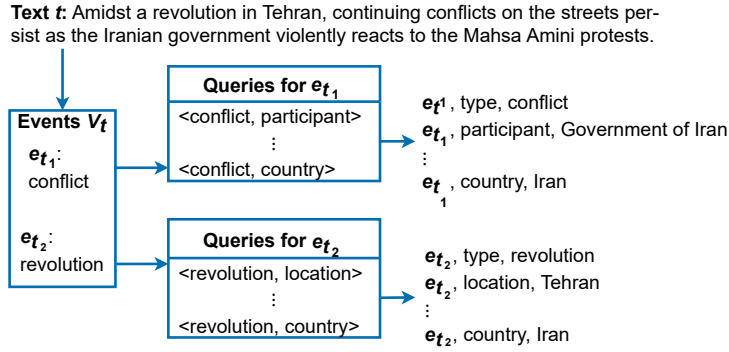 Text t: Amidst a revolution in Tehran, continuing conflicts on the streets per-
sist as the Iranian government violently reacts to the Mahsa Amini protests.
Events Vt
et1:
conflict
et2:
revolution
Queries for et1
<conflict, participant>
⋮
<conflict, country>
et1, type, conflict
et1, participant, Government of Iran
⋮
et1, country, Iran
Queries for et2
<revolution, location>
⋮
<revolution, country>
et2, type, revolution
et2, location, Tehran
⋮
et2, country, Iran